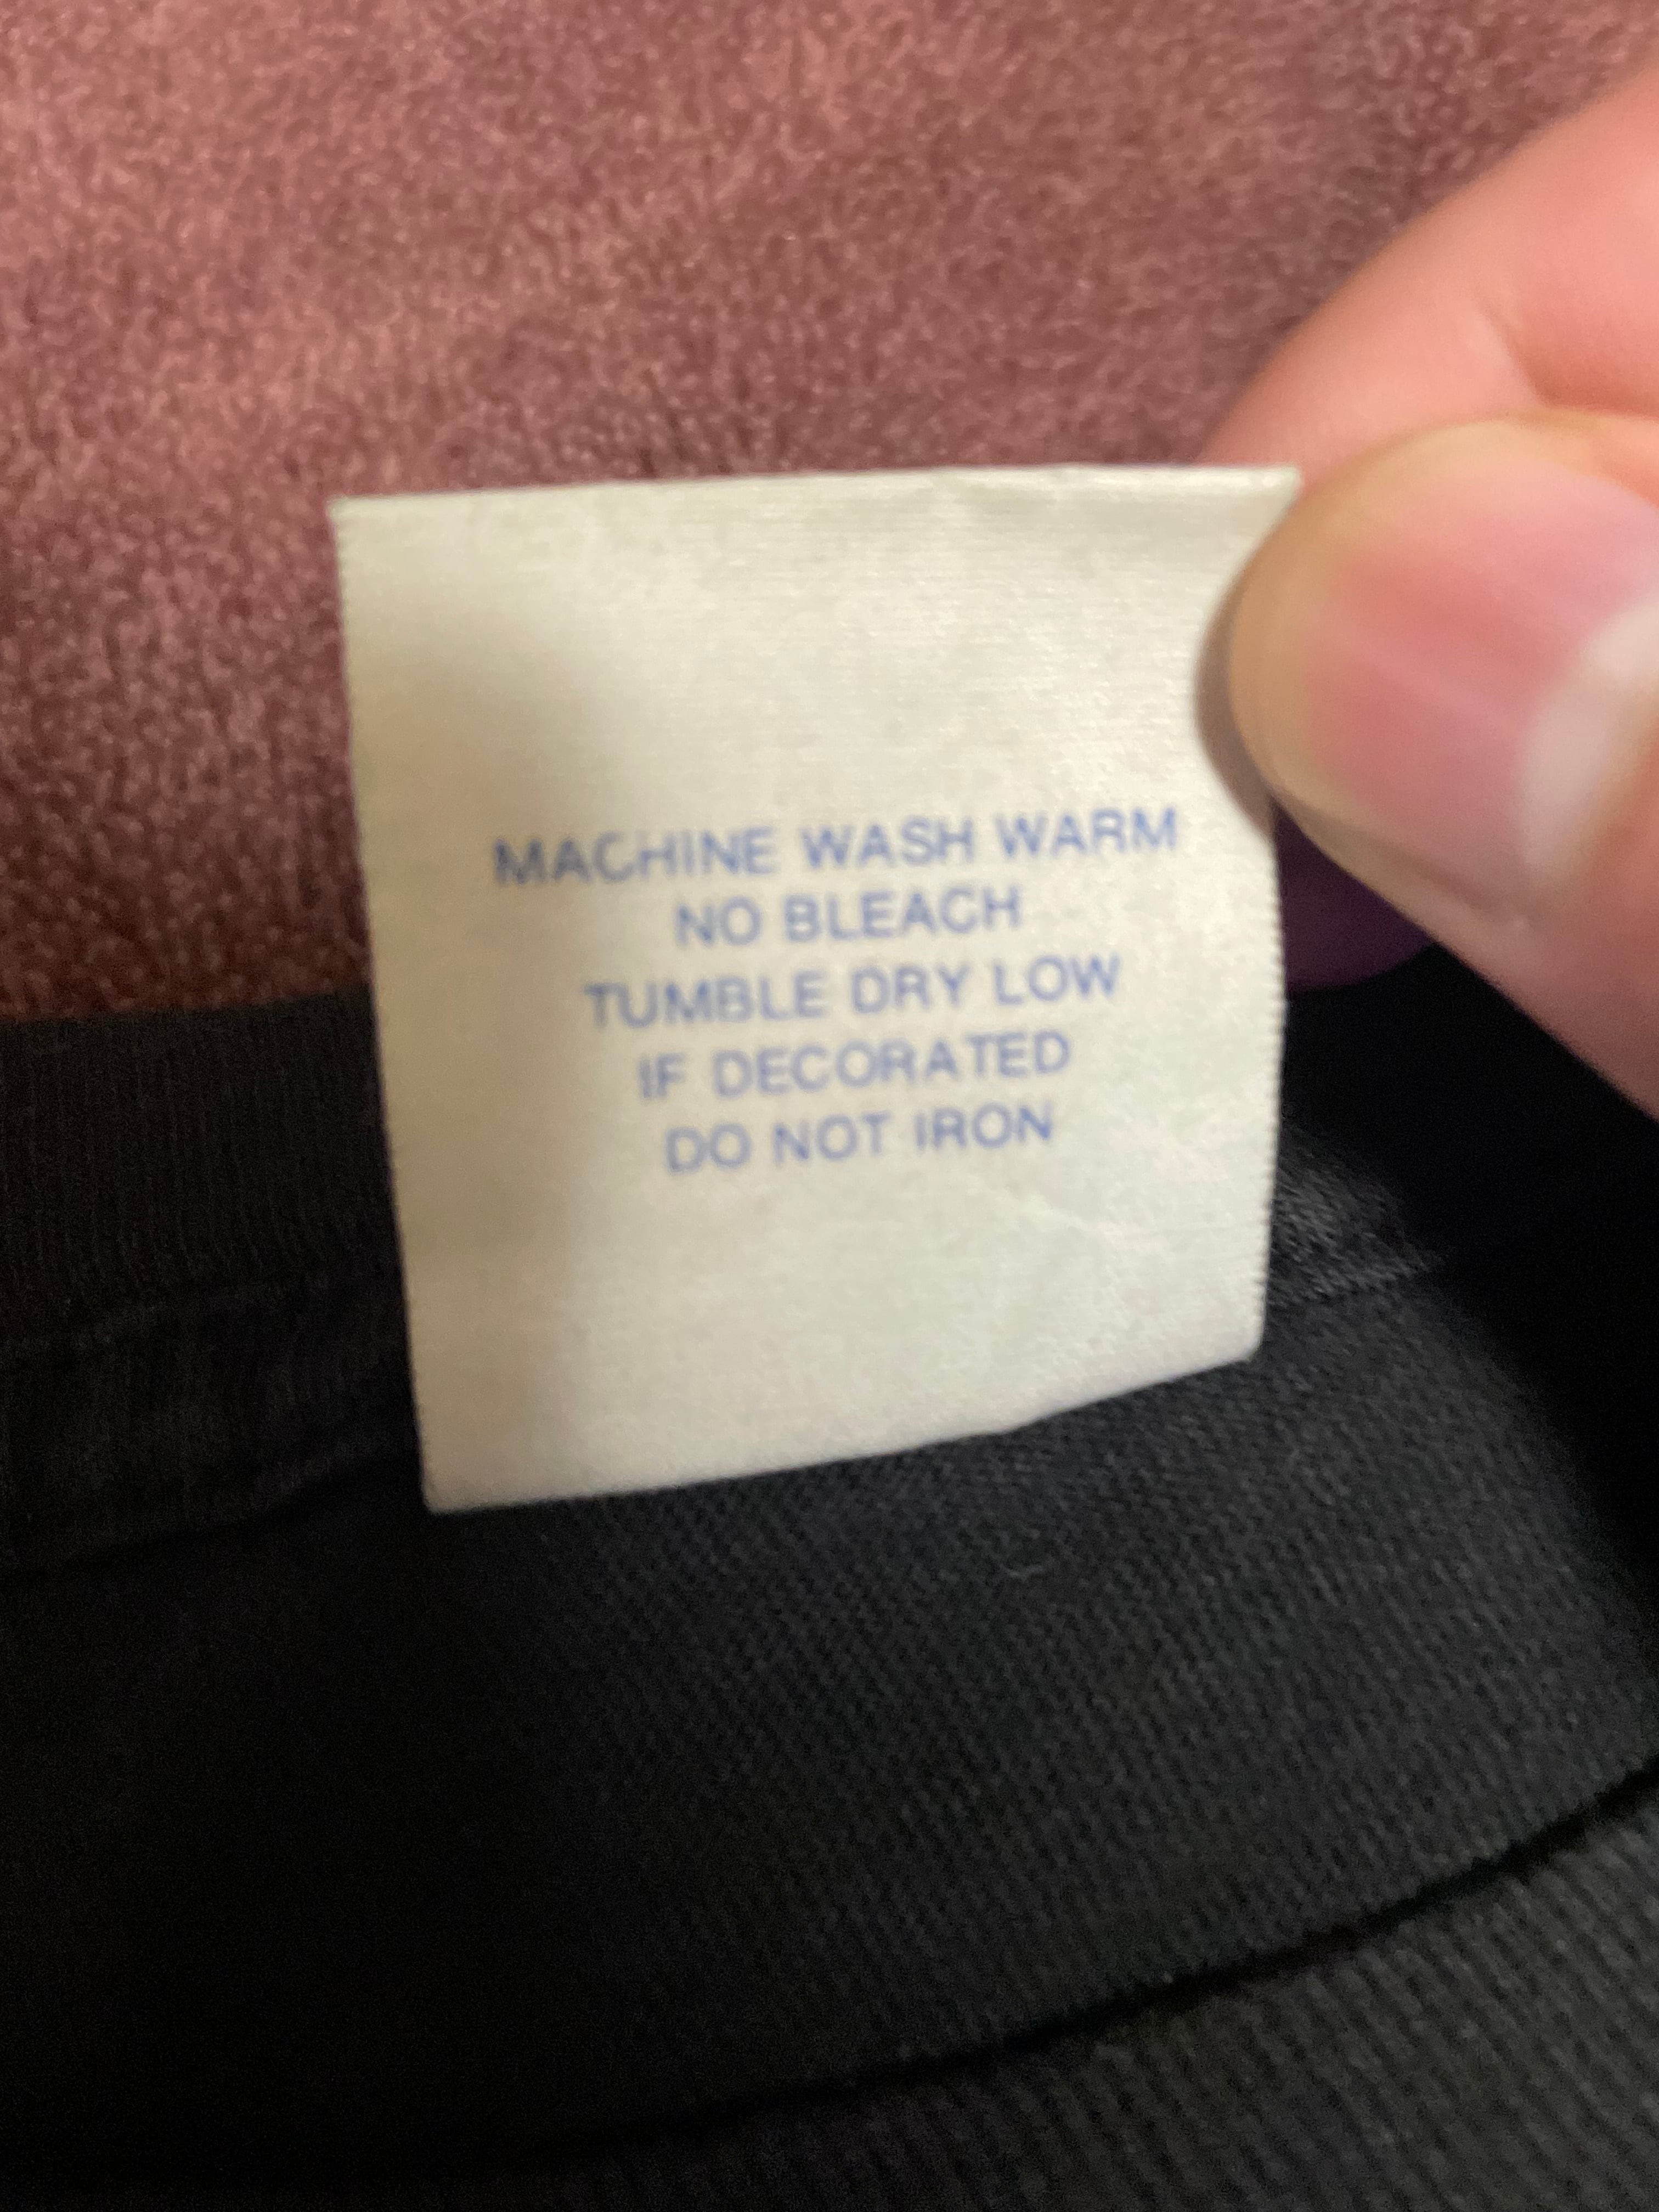 MACHINE WASH WARM
NO BLEACH
TUMBLE DRY LOW
IF DECORATED
DO NOT IRON